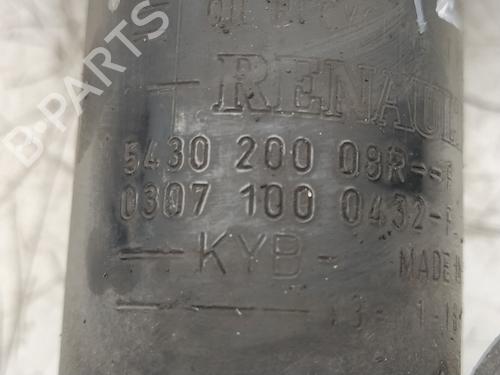 RENAUL
5430 200 08R--A
0307 100 0432-F
KYB-
MADE
B-PARTS